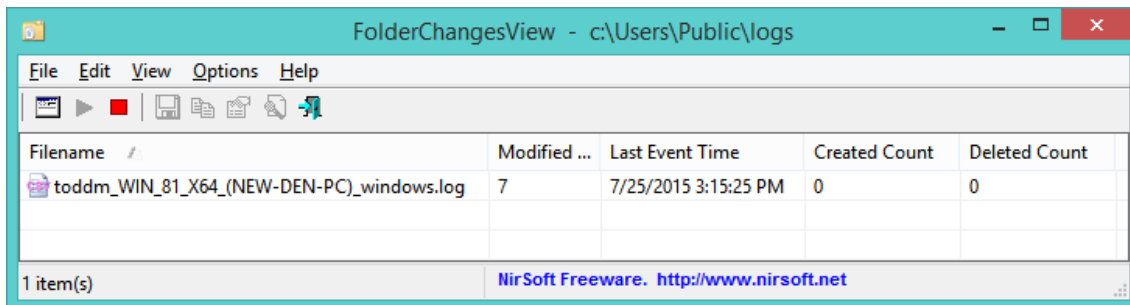 FolderChangesView - c:\Users\Public\logs
File Edit View Options Help
Filename Modified ... Last Event Time Created Count Deleted Count
toddm_WIN_81_X64_(NEW-DEN-PC)_windows.log 7 7/25/2015 3:15:25 PM 0 0
1 item(s) NirSoft Freeware. http://www.nirsoft.net